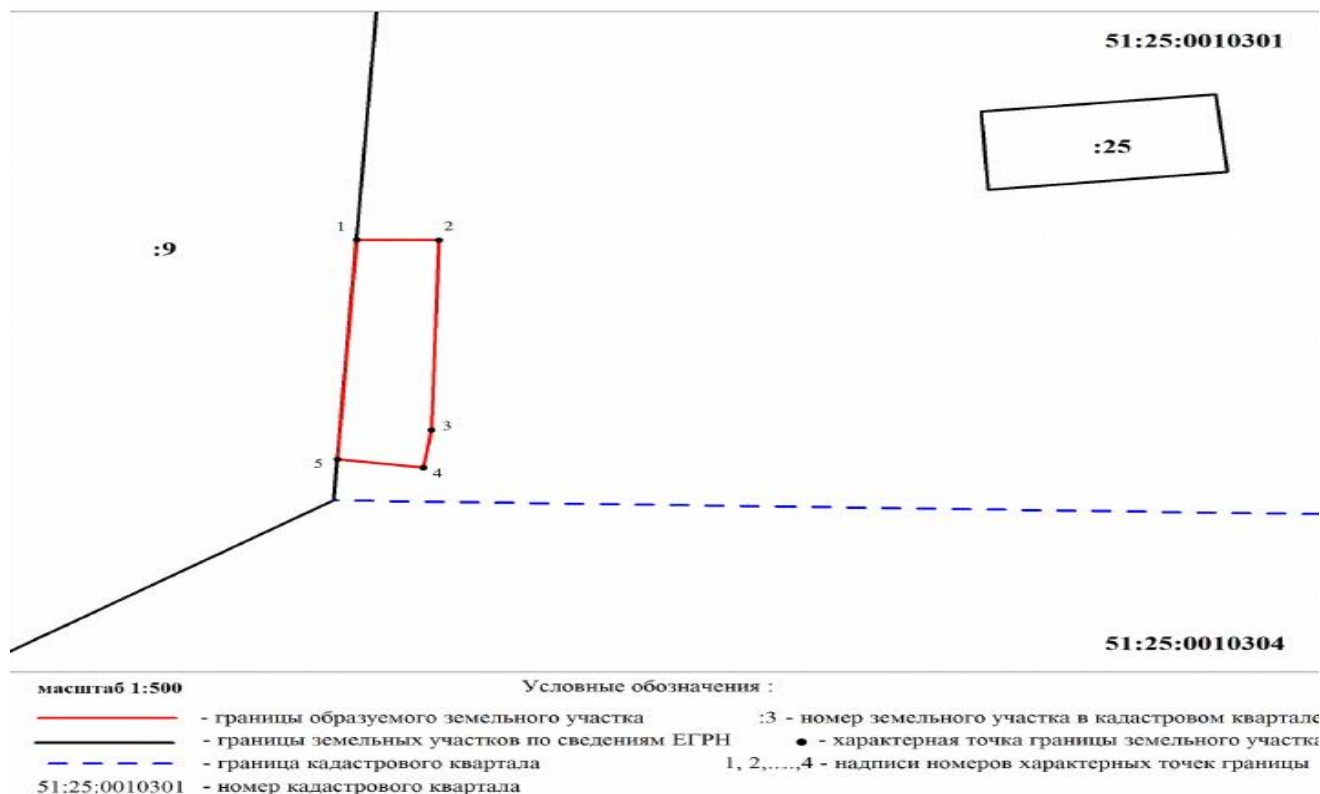 51:25:0010301
:25
1 2
:9
3
5 4
51:25:0010304
масштаб 1:500 Условные обозначения :
- границы образуемого земельного участка :3 - номер земельного участка в кадастровом квартале
- границы земельных участков по сведениям ЕГРН - характерная точка границы земельного участка
- граница кадастрового квартала 1, 2,....,4 - надписи номеров характерных точек границы
51:25:0010301 - номер кадастрового квартала